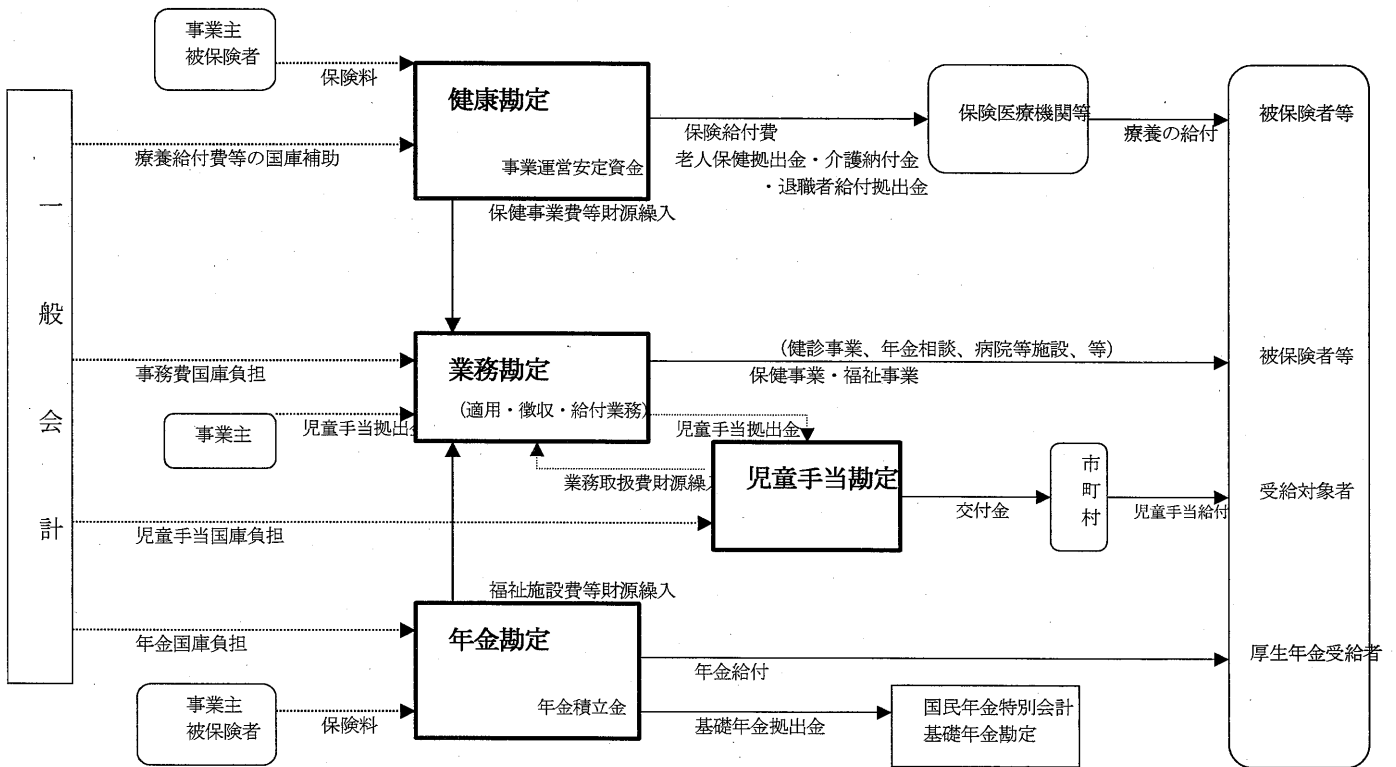 事業主
被保険者
保険料
一般会計
療養給付費等の国庫補助
健康勘定
事業運営安定資金
保険給付費
老人保健拠出金・介護納付金
・退職者給付拠出金
保険医療機関等
療養の給付
被保険者等
保健事業費等財源繰入
事務費国庫負担
業務勘定
(適用・徴収・給付業務)
(健診事業、年金相談、病院等施設、等)
保健事業・福祉事業
被保険者等
事業主
児童手当拠出金
児童手当拠出金
業務取扱費財源繰入
児童手当勘定
交付金
市町村
児童手当給付
受給対象者
児童手当国庫負担
福祉施設費等財源繰入
年金国庫負担
年金勘定
年金積立金
年金給付
厚生年金受給者
事業主
被保険者
保険料
基礎年金拠出金
国民年金特別会計
基礎年金勘定